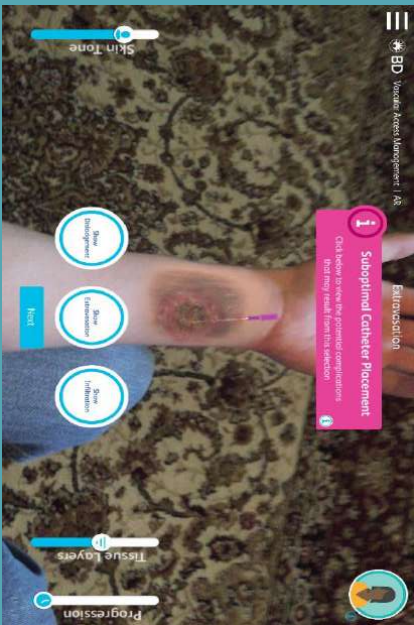 BD Vascular Access Management | AR
Extravasation
Suboptimal Catheter Placement
Click below to view the potential complications
that may result from this selection
Skin Tone
Show
Dislodgement
Show
Extravasation
Show
Infiltration
Next
Tissue Layers
Progression